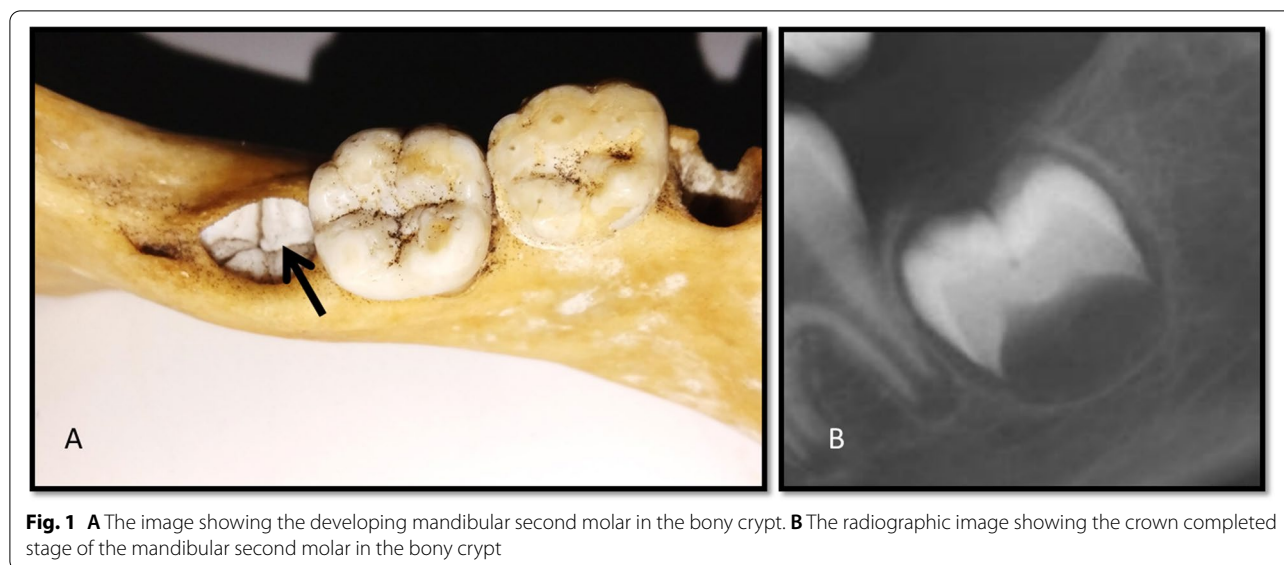 A
B
Fig. 1 A The image showing the developing mandibular second molar in the bony crypt. B The radiographic image showing the crown completed
stage of the mandibular second molar in the bony crypt